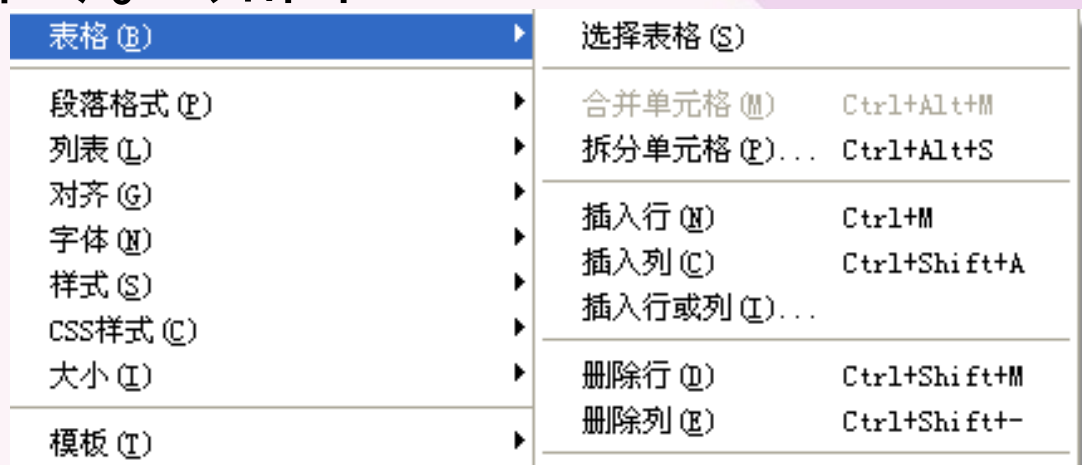 表格(B)
段落格式(P)
列表(L)
对齐(G)
字体(N)
样式(S)
CSS样式(C)
大小(I)
模板(T)
选择表格(S)
合并单元格(M) Ctrl+Alt+M
拆分单元格(P)... Ctrl+Alt+S
插入行(N) Ctrl+M
插入列(C) Ctrl+Shift+A
插入行或列(I)...
删除行(D) Ctrl+Shift+M
删除列(E) Ctrl+Shift+-